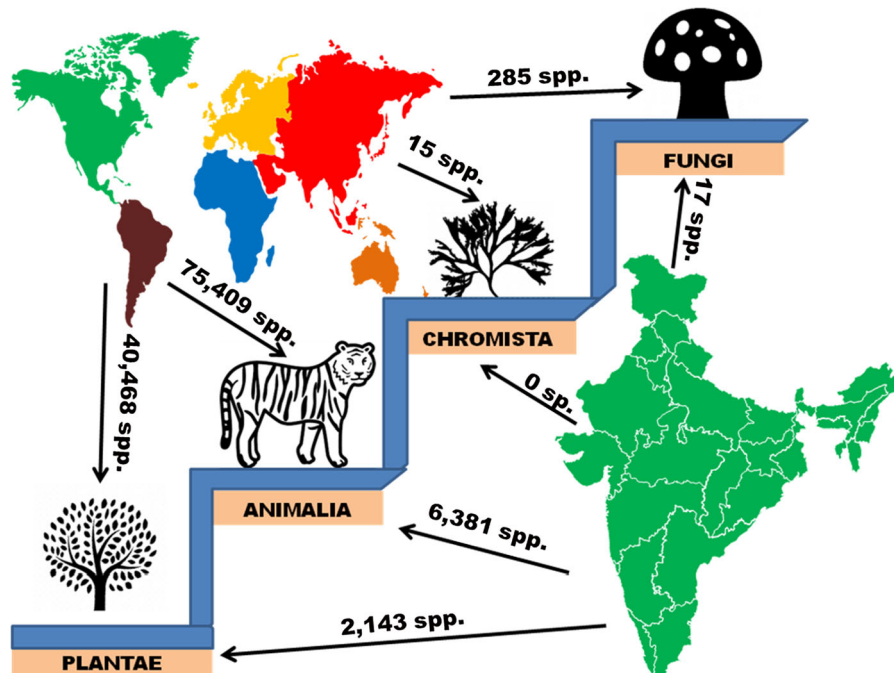 285 spp.
15 spp.
FUNGI
17 spp.
75,409 spp.
CHROMISTA
40,468 spp.
0 sp.
ANIMALIA
6,381 spp.
2,143 spp.
PLANTAE